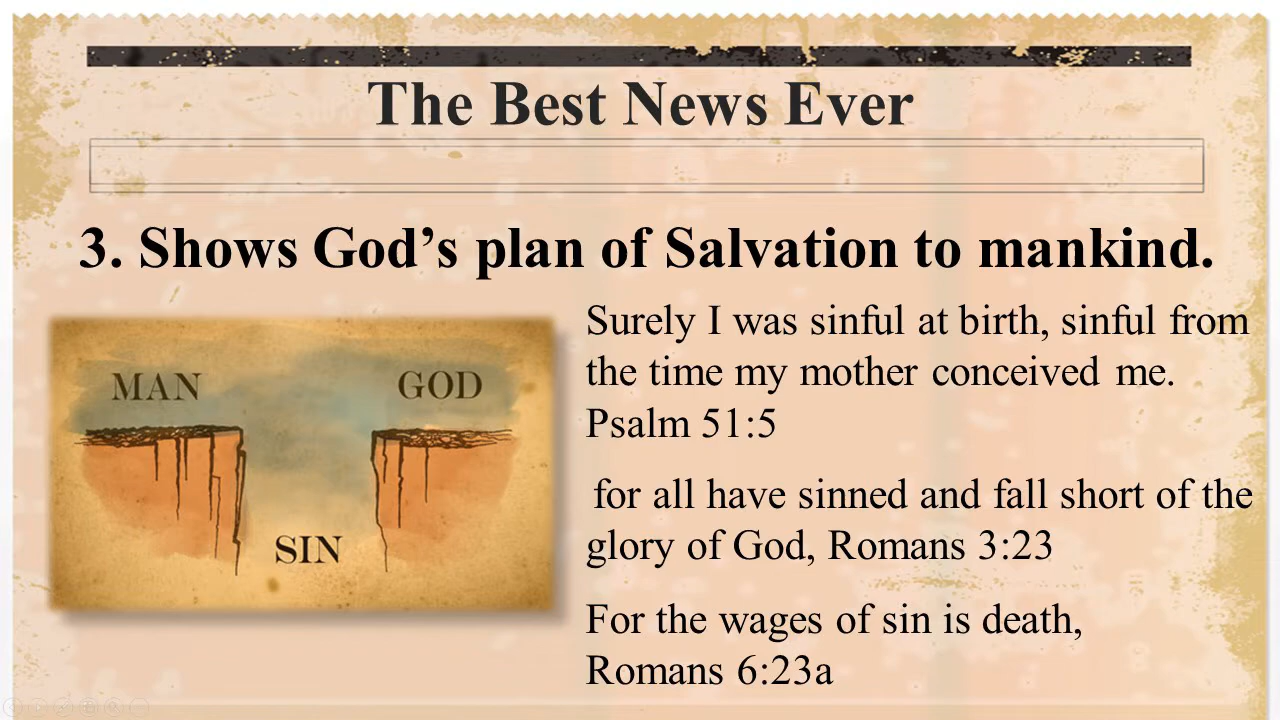 The Best News Ever
3. Shows God’s plan of Salvation to mankind.
MAN
GOD
SIN
Surely I was sinful at birth, sinful from
the time my mother conceived me.
Psalm 51:5
for all have sinned and fall short of the
glory of God, Romans 3:23
For the wages of sin is death,
Romans 6:23a